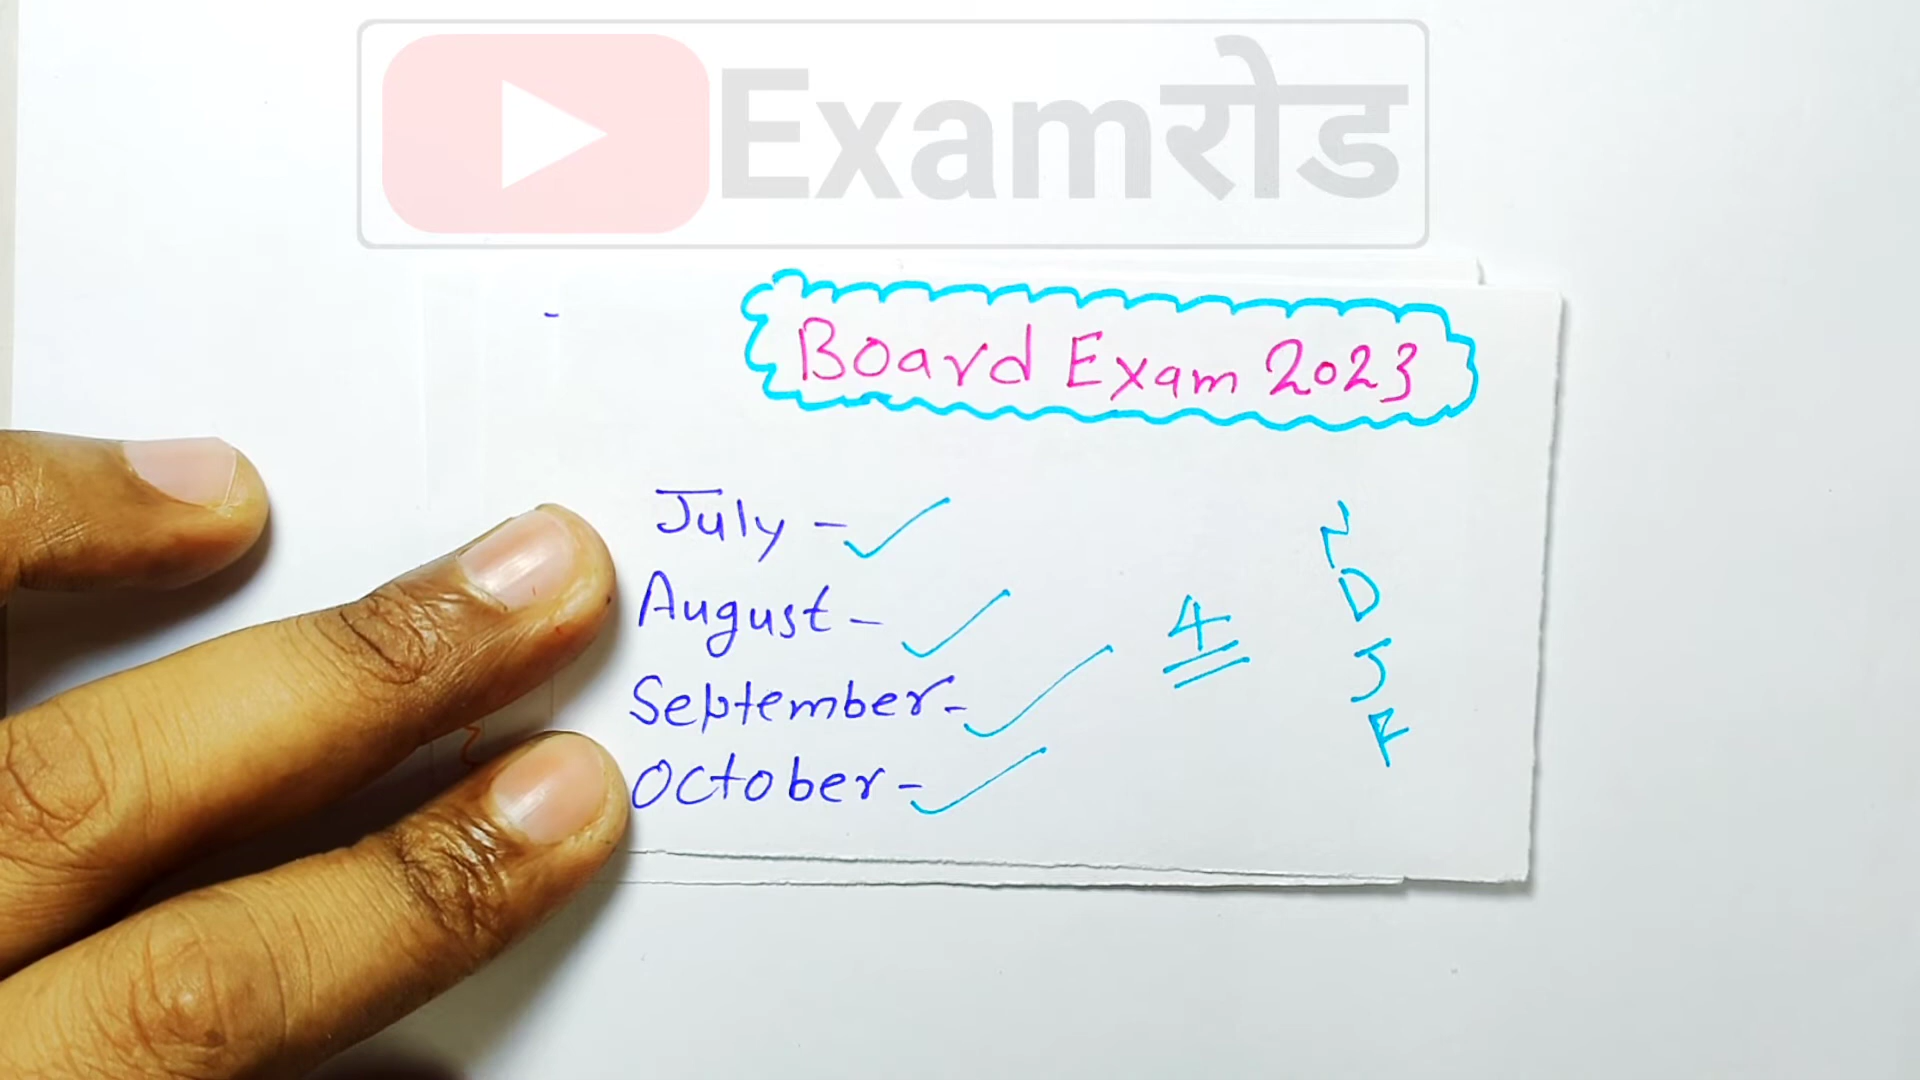 Examरोड
Board Exam 2023
July -
August -
September -
October -
4
N
D
J
F